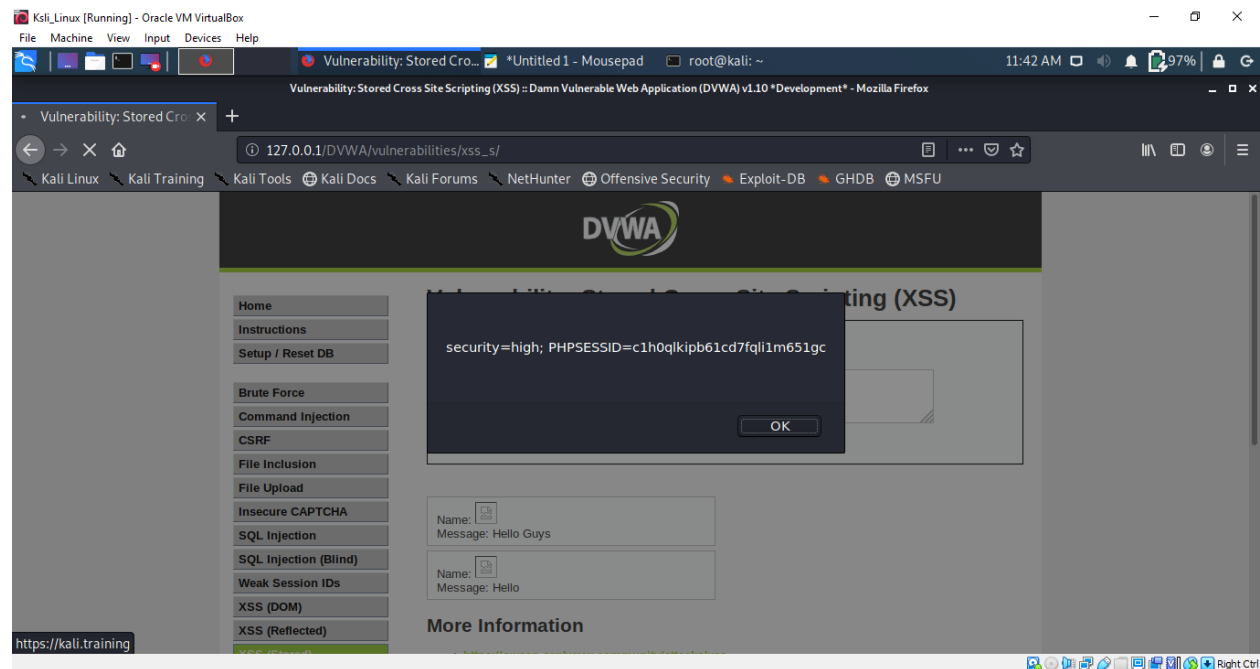 Ksli_Linux [Running] - Oracle VM VirtualBox
File Machine View Input Devices Help
Vulnerability: Stored Cro... *Untitled 1 - Mousepad root@kali: ~ 11:42 AM 97%
Vulnerability: Stored Cross Site Scripting (XSS) :: Damn Vulnerable Web Application (DVWA) v1.10 *Development* - Mozilla Firefox
Vulnerability: Stored Cro
127.0.0.1/DVWA/vulnerabilities/xss_s/
Kali Linux Kali Training Kali Tools Kali Docs Kali Forums NetHunter Offensive Security Exploit-DB GHDB MSFU
DVWA
Home
Instructions
Setup / Reset DB
Brute Force
Command Injection
CSRF
File Inclusion
File Upload
Insecure CAPTCHA
SQL Injection
SQL Injection (Blind)
Weak Session IDs
XSS (DOM)
XSS (Reflected)
XSS (Stored)
(XSS)
security=high; PHPSESSID=c1h0qlkipb61cd7fqli1m651gc
OK
Name:
Message: Hello Guys
Name:
Message: Hello
More Information
https://kali.training
Right Ctrl